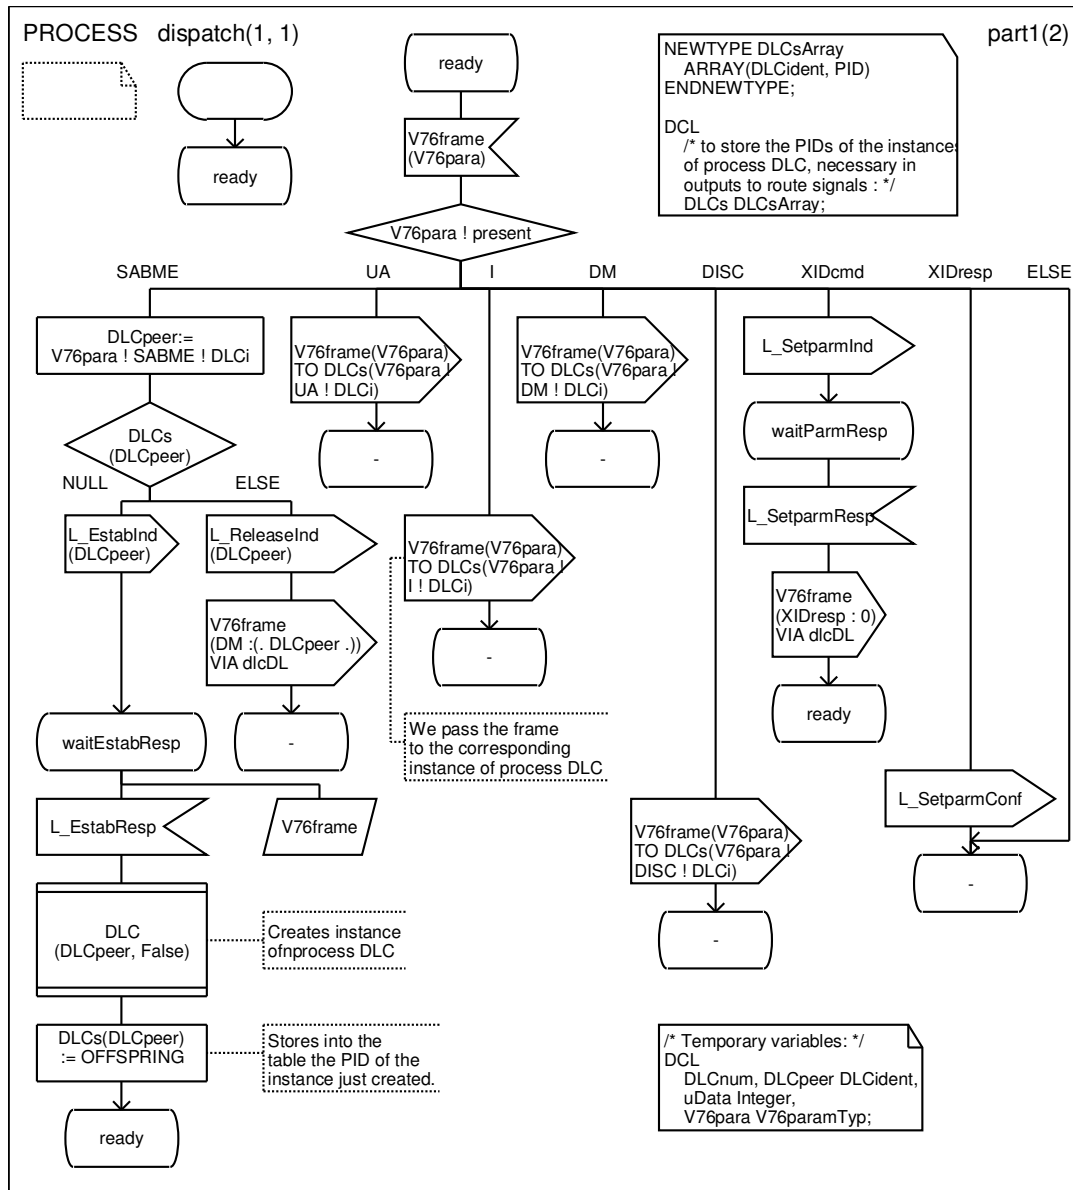 PROCESS dispatch(1, 1)
part1(2)
ready
ready
V76frame
(V76para)
NEWTYPE DLCsArray
ARRAY(DLCident, PID)
ENDNEWTYPE;
DCL
/* to store the PIDs of the instances
of process DLC, necessary in
outputs to route signals : */
DLCs DLCsArray;
V76para ! present
SABME
UA
I
DM
DISC
XIDcmd
XIDresp
ELSE
DLCpeer:=
V76para ! SABME ! DLCi
V76frame(V76para)
TO DLCs(V76para !
UA ! DLCi)
V76frame(V76para)
TO DLCs(V76para !
DM ! DLCi)
L_SetparmInd
DLCs
(DLCpeer)
-
-
waitParmResp
NULL
ELSE
L_EstabInd
(DLCpeer)
L_ReleaseInd
(DLCpeer)
V76frame(V76para)
TO DLCs(V76para !
I ! DLCi)
L_SetparmResp
V76frame
(DM :(. DLCpeer .))
VIA dlcDL
-
V76frame
(XIDresp : 0)
VIA dlcDL
waitEstabResp
-
We pass the frame
to the corresponding
instance of process DLC
ready
L_EstabResp
V76frame
V76frame(V76para)
TO DLCs(V76para !
DISC ! DLCi)
L_SetparmConf
-
DLC
(DLCpeer, False)
Creates instance
ofnprocess DLC
-
DLCs(DLCpeer)
:= OFFSPRING
Stores into the
table the PID of the
instance just created.
/* Temporary variables: */
DCL
DLCnum, DLCpeer DLCident,
uData Integer,
V76para V76paramTyp;
ready